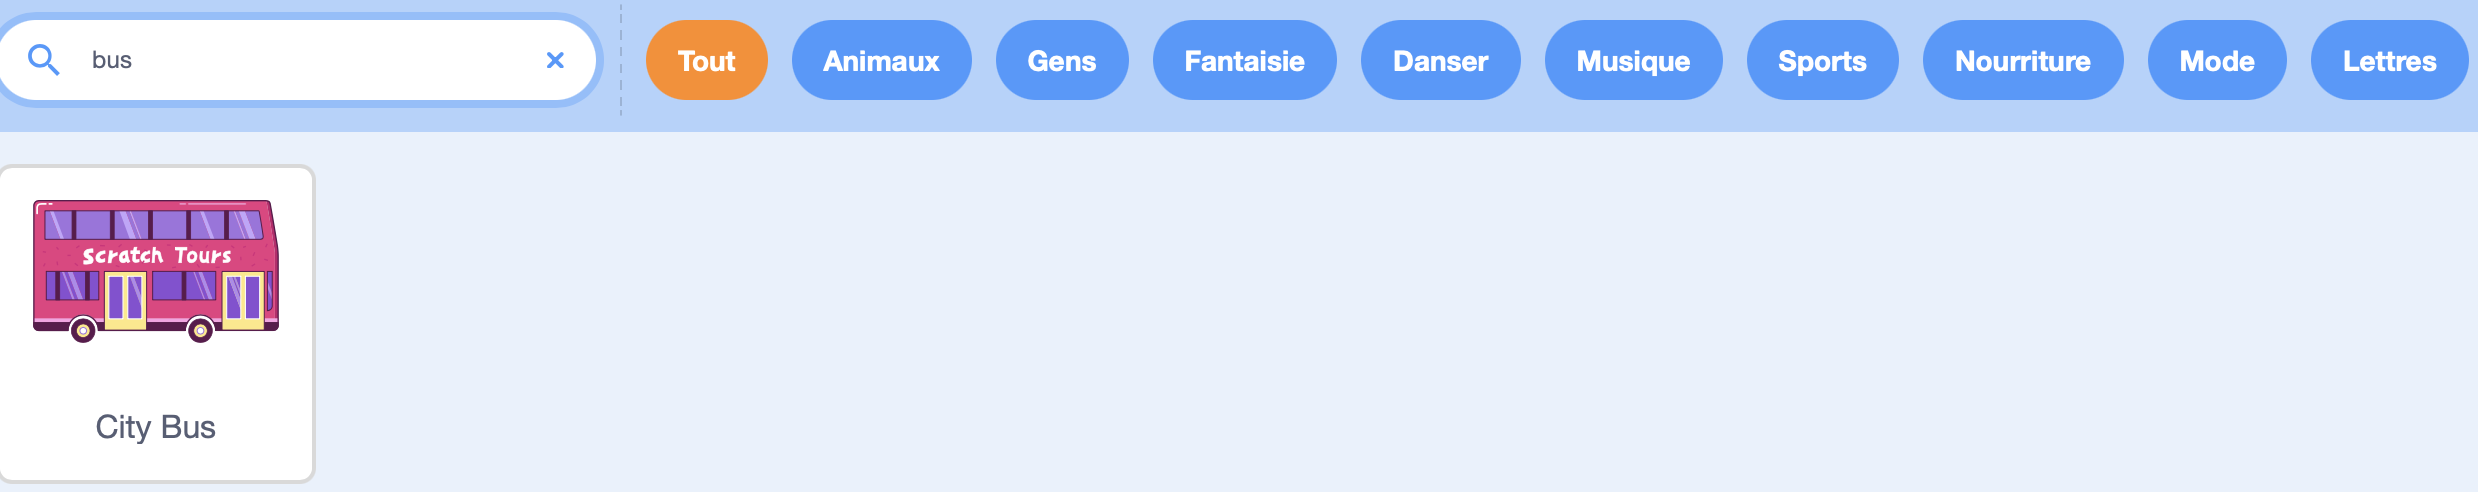 bus
Tout
Animaux
Gens
Fantaisie
Danser
Musique
Sports
Nourriture
Mode
Lettres
Scratch Tours
City Bus